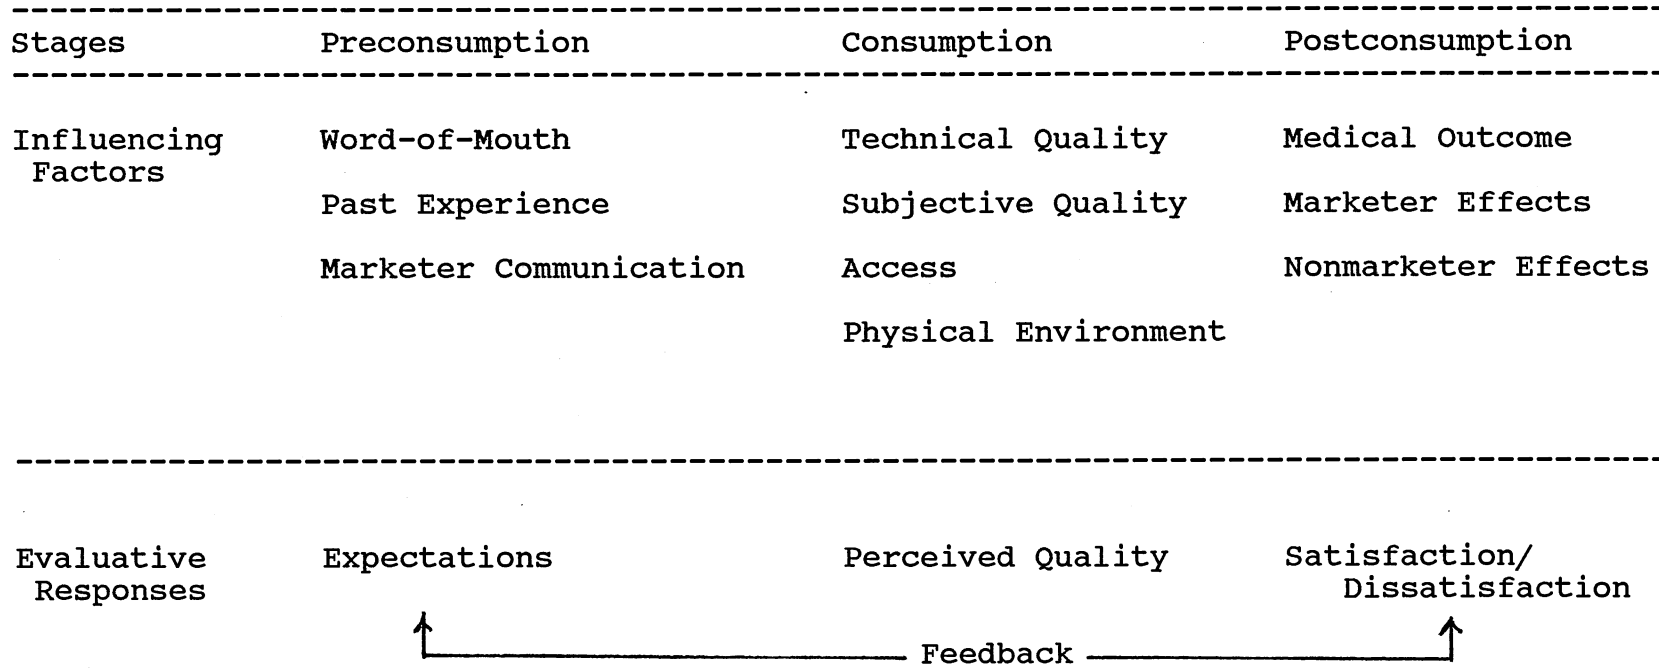 Stages Preconsumption Consumption Postconsumption
Influencing Word-of-Mouth Technical Quality Medical Outcome
Factors
Past Experience Subjective Quality Marketer Effects
Marketer Communication Access Nonmarketer Effects
Physical Environment
Evaluative Expectations Perceived Quality Satisfaction/
Responses Dissatisfaction
Feedback